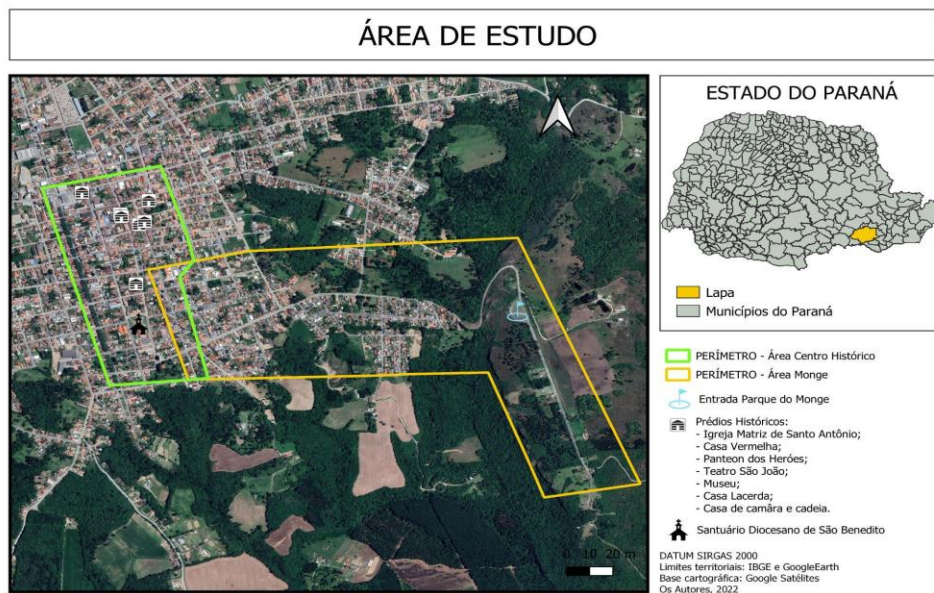 ÁREA DE ESTUDO
0 10 20 m
ESTADO DO PARANÁ
Lapa
Municípios do Paraná
PERÍMETRO - Área Centro Histórico
PERÍMETRO - Área Monge
Entrada Parque do Monge
Prédios Históricos:
- Igreja Matriz de Santo Antônio;
- Casa Vermelha;
- Panteon dos Heróes;
- Teatro São João;
- Museu;
- Casa Lacerda;
- Casa de camâra e cadeia.
Santuário Diocesano de São Benedito
DATUM SIRGAS 2000
Limites territoriais: IBGE e GoogleEarth
Base cartográfica: Google Satélites
Os Autores, 2022